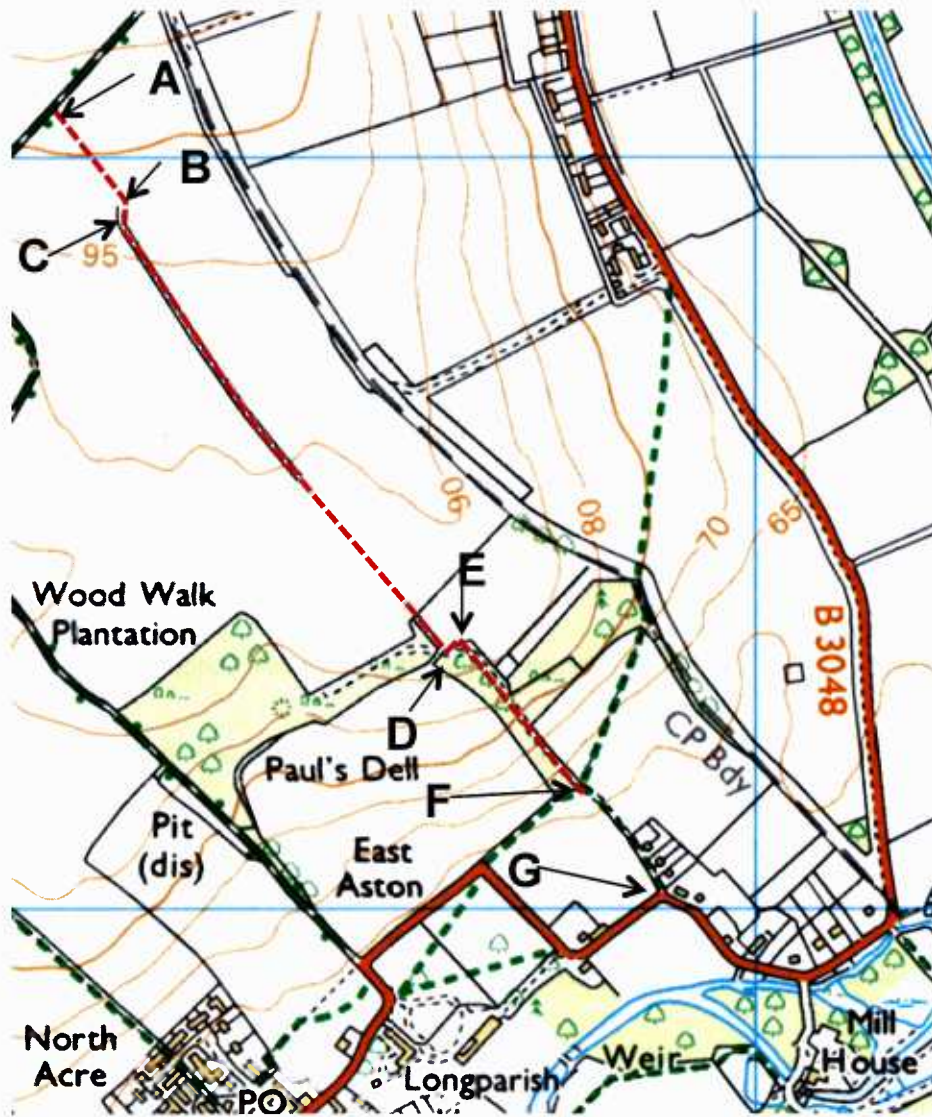 A
B
C
95
90
80
70
65
E
Wood Walk
Plantation
B 3048
D
Paul's Dell
CP Bdy
F
Pit
(dis)
East
Aston
G
North
Acre
Mill
House
Weir
Longparish
PO